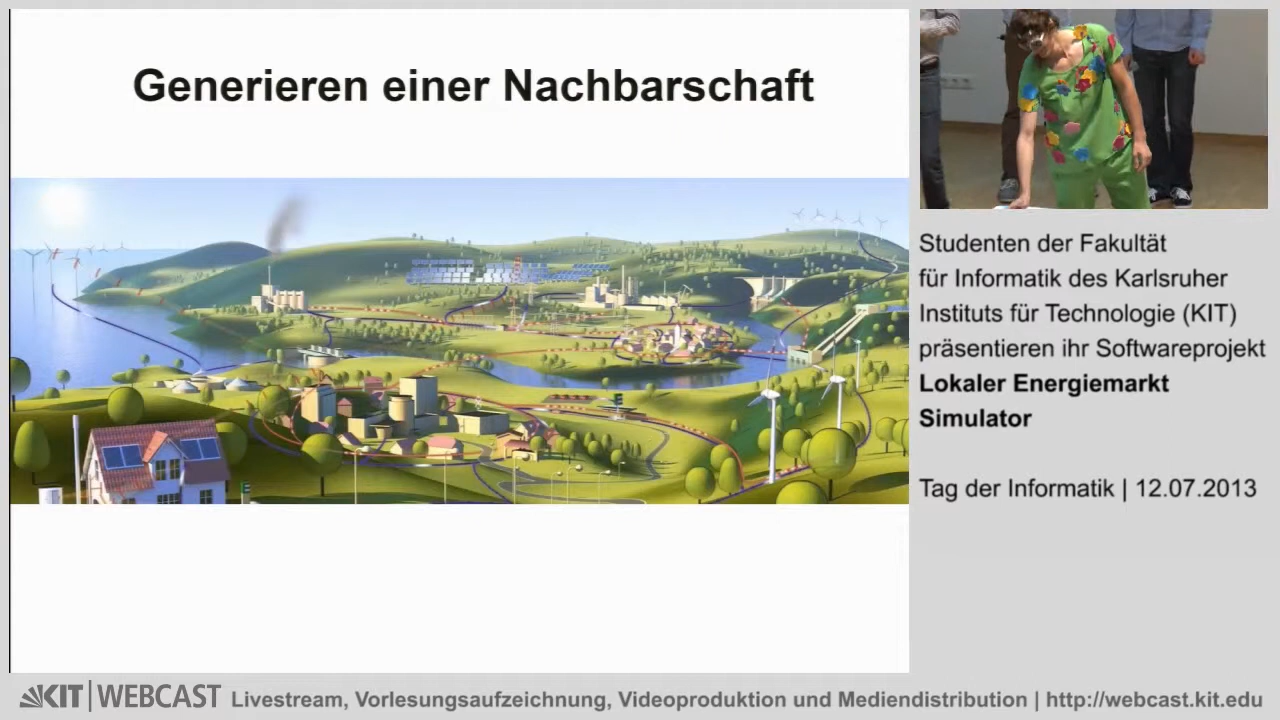 Generieren einer Nachbarschaft
Studenten der Fakultät
für Informatik des Karlsruher
Instituts für Technologie (KIT)
präsentieren ihr Softwareprojekt
Lokaler Energiemarkt
Simulator
Tag der Informatik | 12.07.2013
KIT | WEBCAST Livestream, Vorlesungsaufzeichnung, Videoproduktion und Mediendistribution | http://webcast.kit.edu